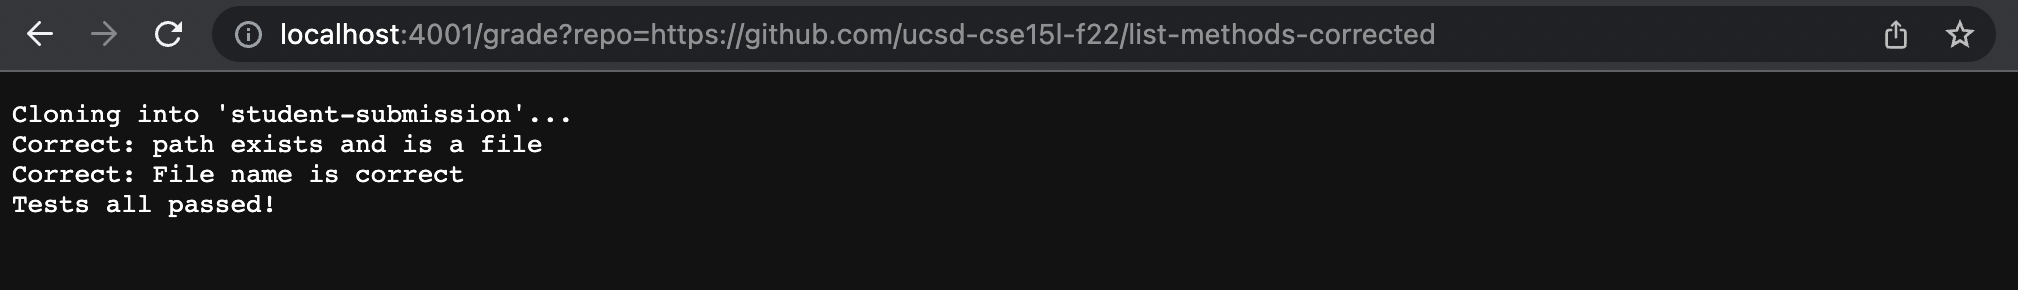 localhost:4001/grade?repo=https://github.com/ucsd-cse15l-f22/list-methods-corrected
Cloning into 'student-submission'...
Correct: path exists and is a file
Correct: File name is correct
Tests all passed!